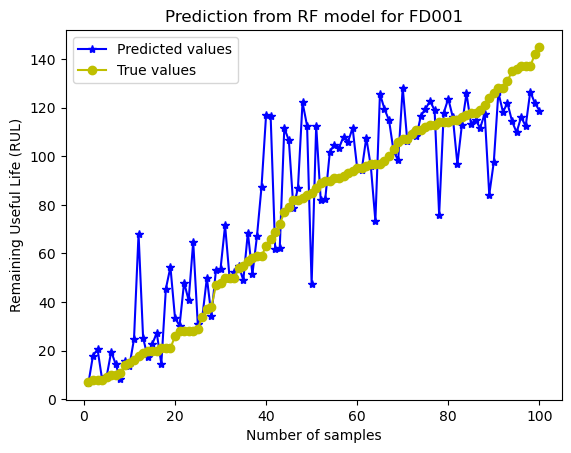 Prediction from RF model for FD001
Predicted values
True values
Remaining Useful Life (RUL)
140
120
100
80
60
40
20
0
0 20 40 60 80 100
Number of samples